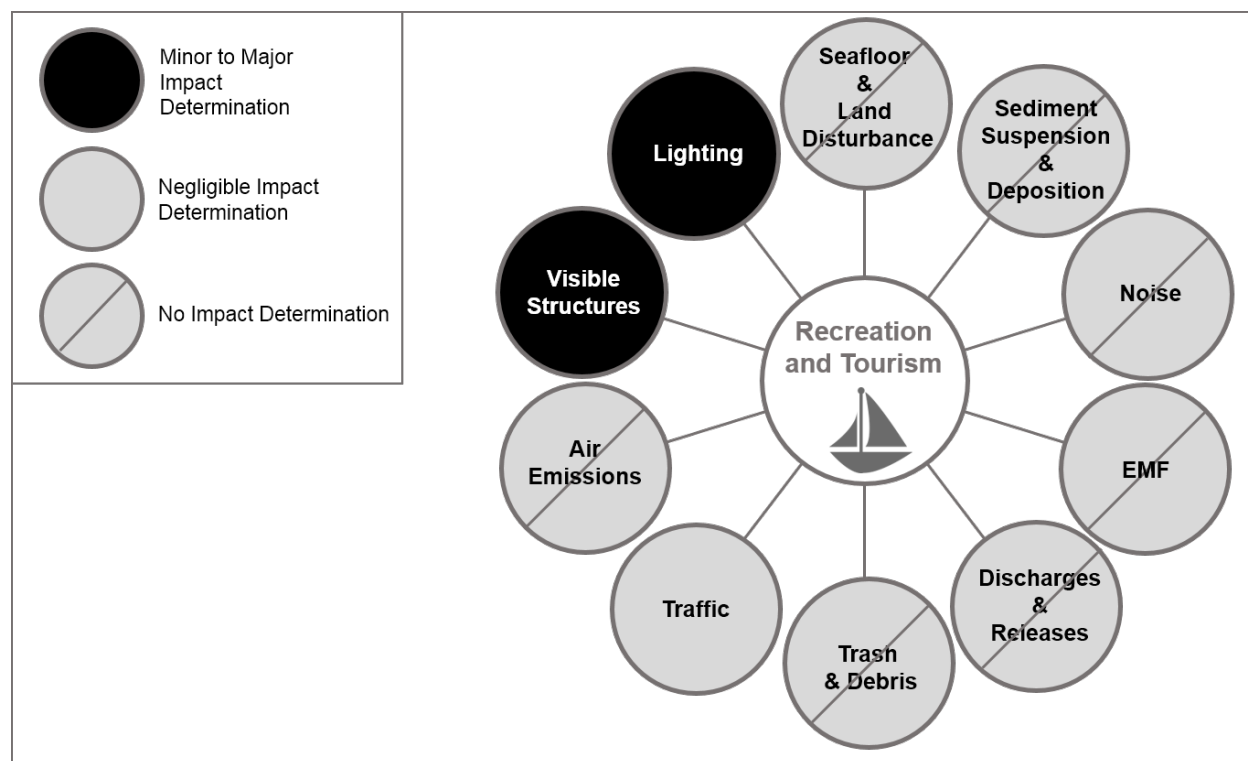 Minor to Major
Impact
Determination
Negligible Impact
Determination
No Impact Determination
Seafloor
&
Land
Disturbance
Sediment
Suspension
&
Deposition
Noise
EMF
Discharges
&
Releases
Trash
& Debris
Traffic
Air
Emissions
Visible
Structures
Lighting
Recreation
and Tourism